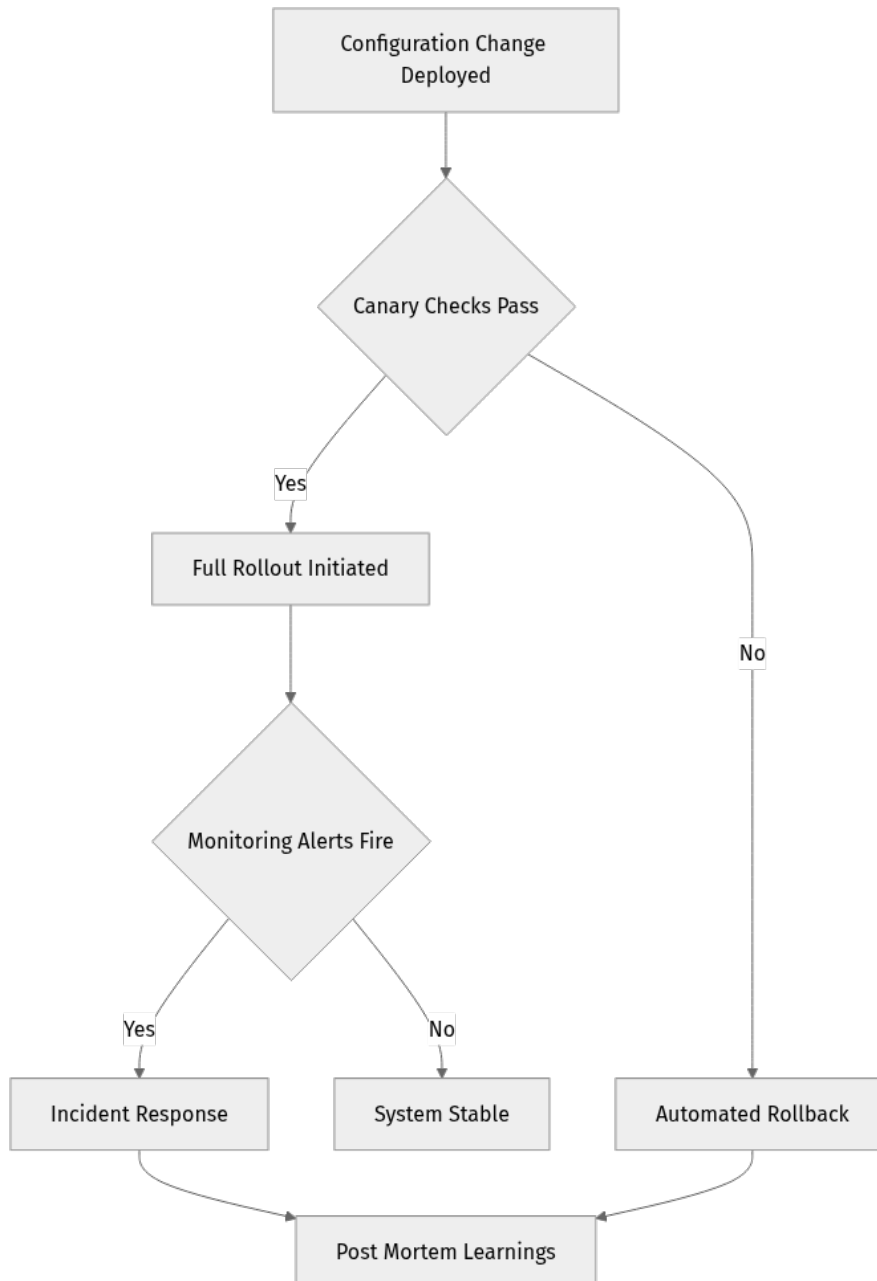 Configuration Change
Deployed
Canary Checks Pass
Yes
Full Rollout Initiated
No
Monitoring Alerts Fire
Yes
No
Incident Response
System Stable
Automated Rollback
Post Mortem Learnings